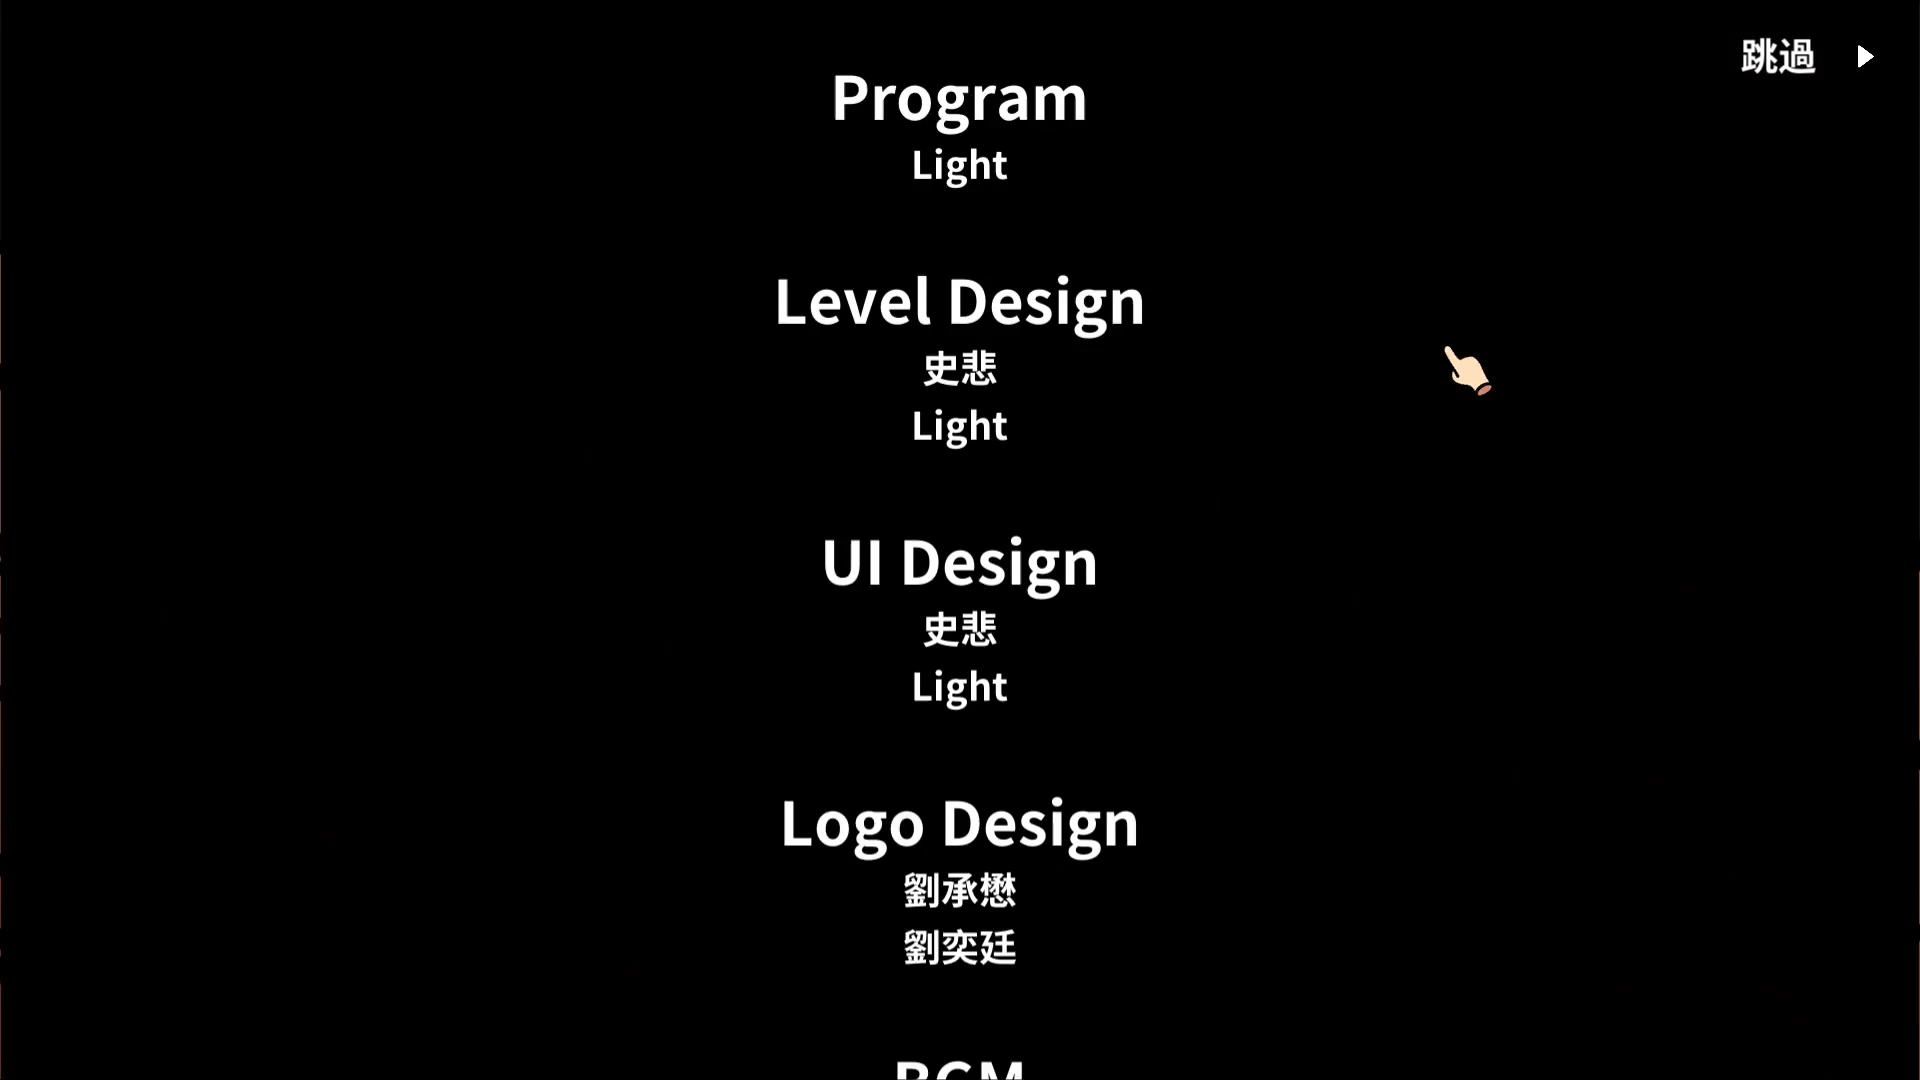 跳過
Program
Light
Level Design
史悲
Light
UI Design
史悲
Light
Logo Design
劉承懋
劉奕廷
BGM